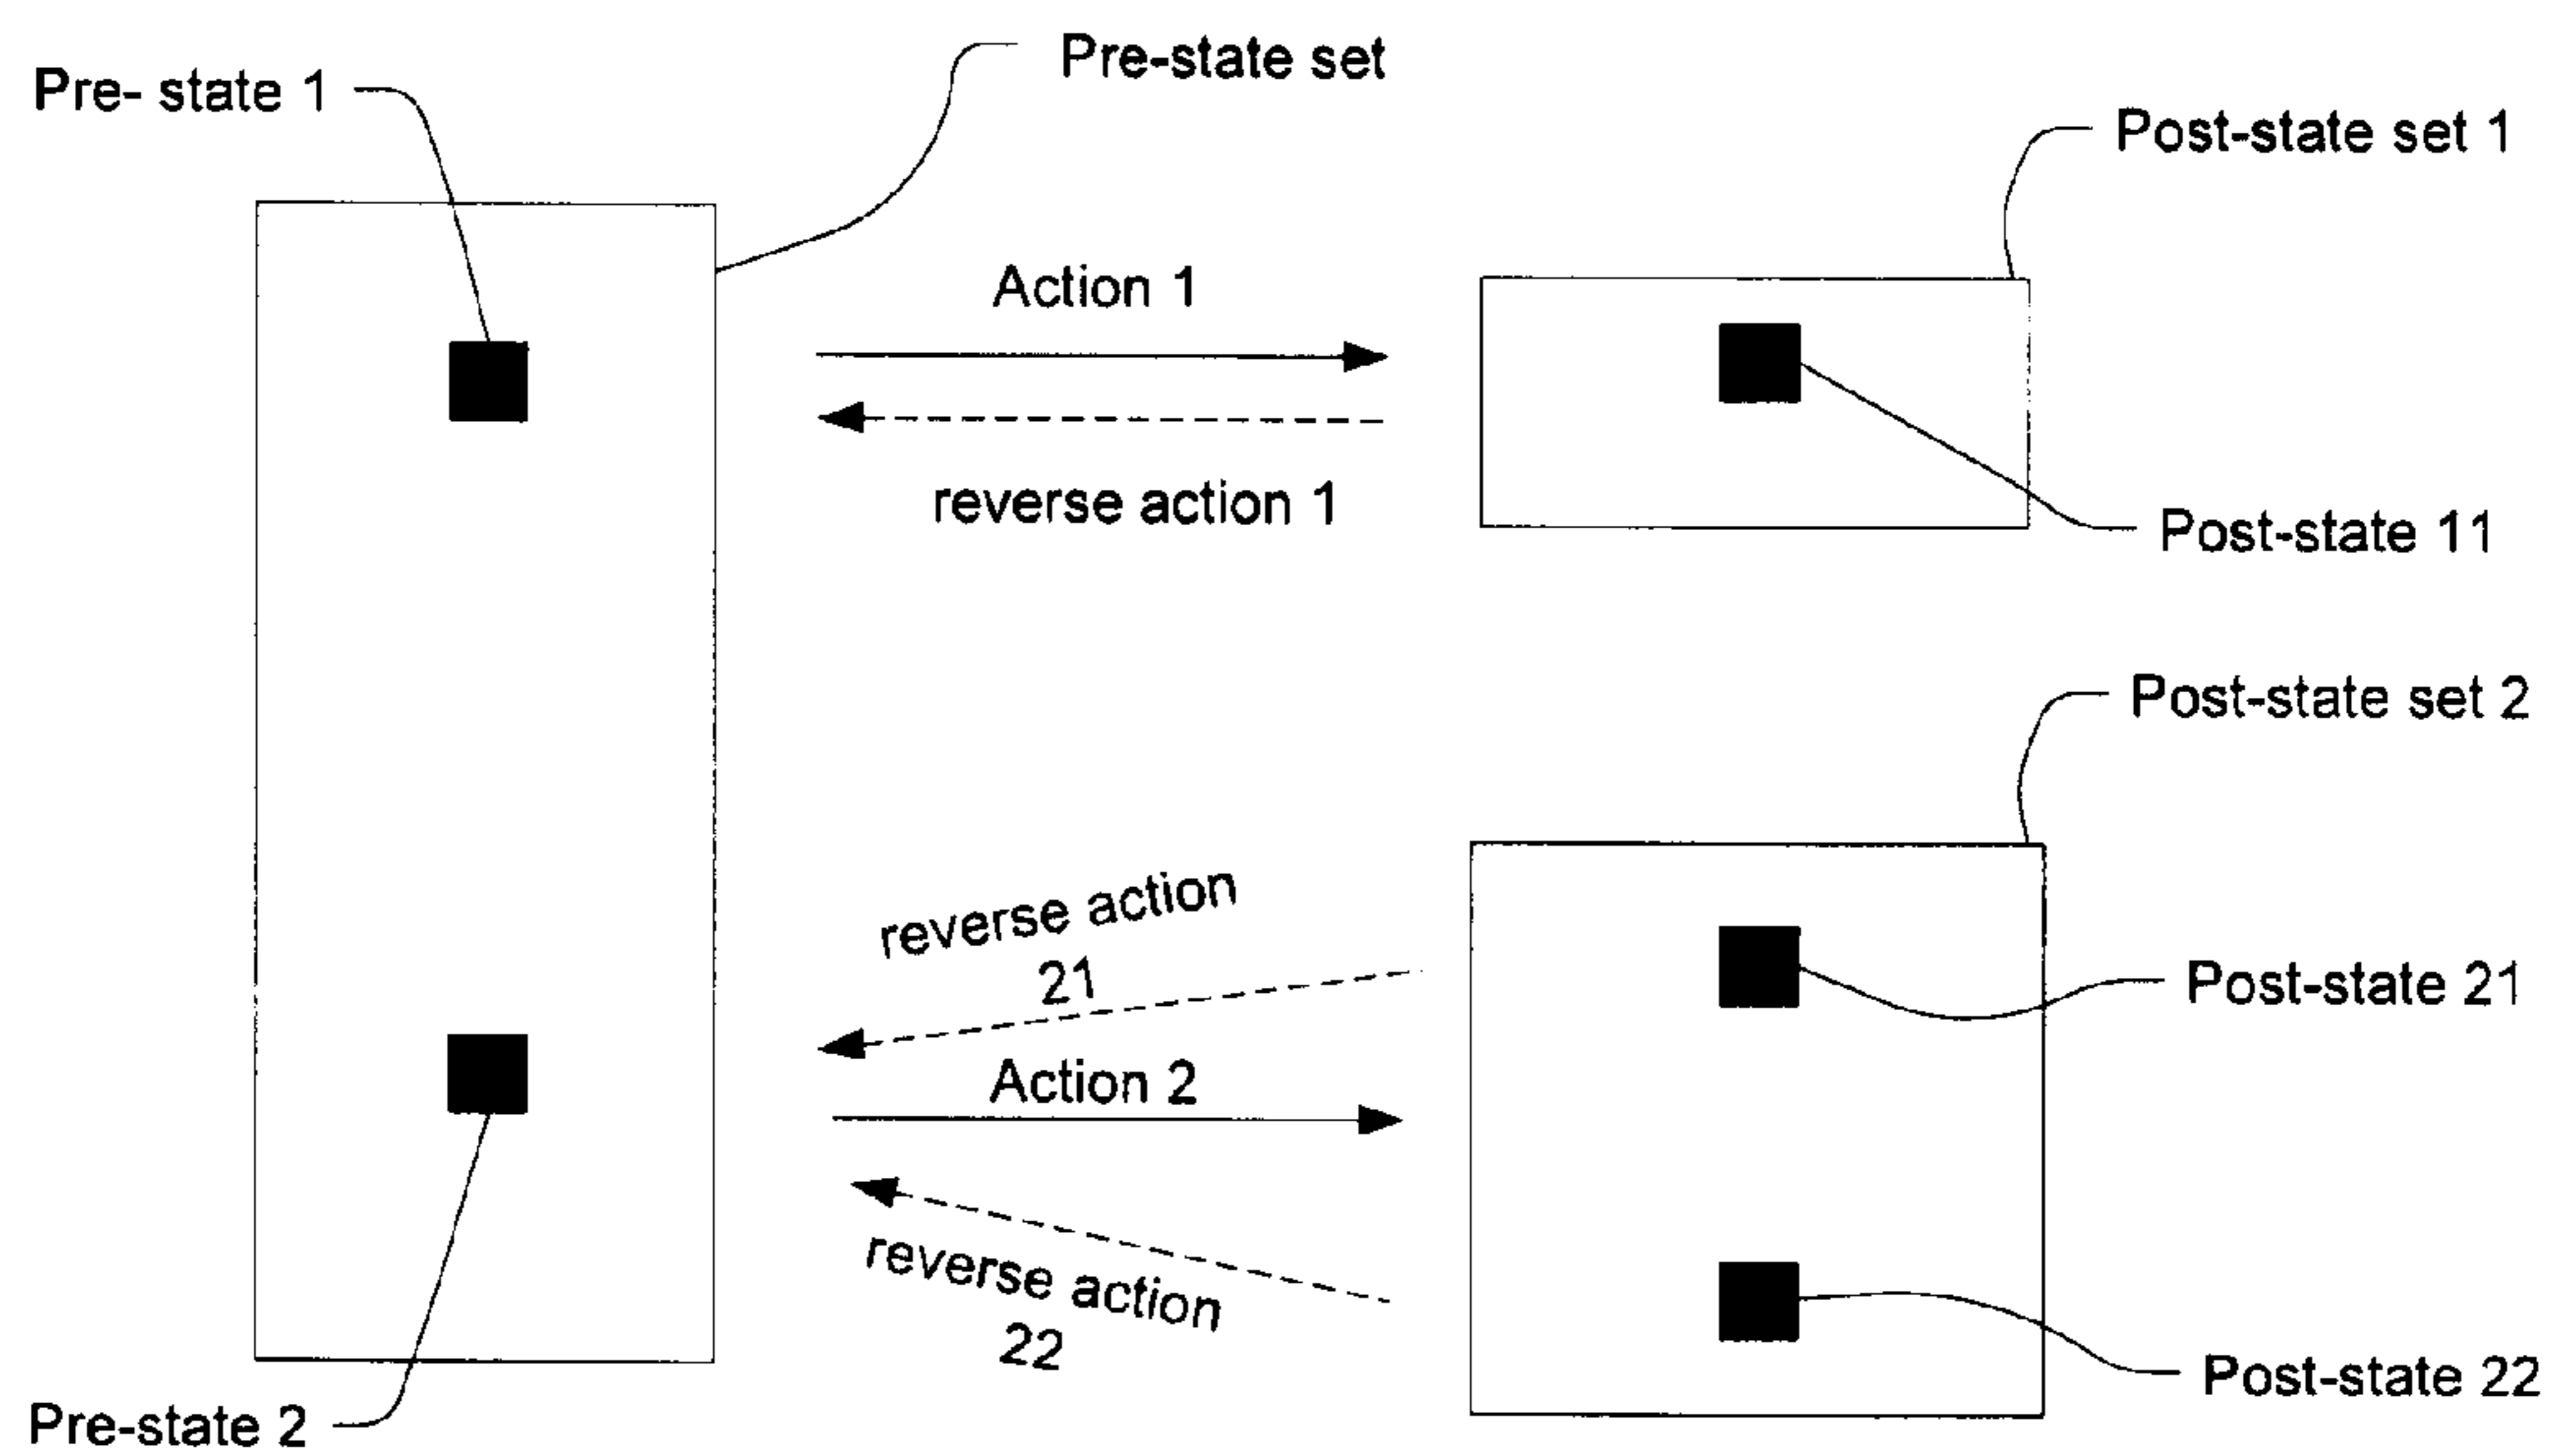 Pre-state set
Pre- state 1
Post-state set 1
Action 1
reverse action 1
Post-state 11
Post-state set 2
reverse action
21
Post-state 21
Action 2
reverse action
22
Post-state 22
Pre-state 2